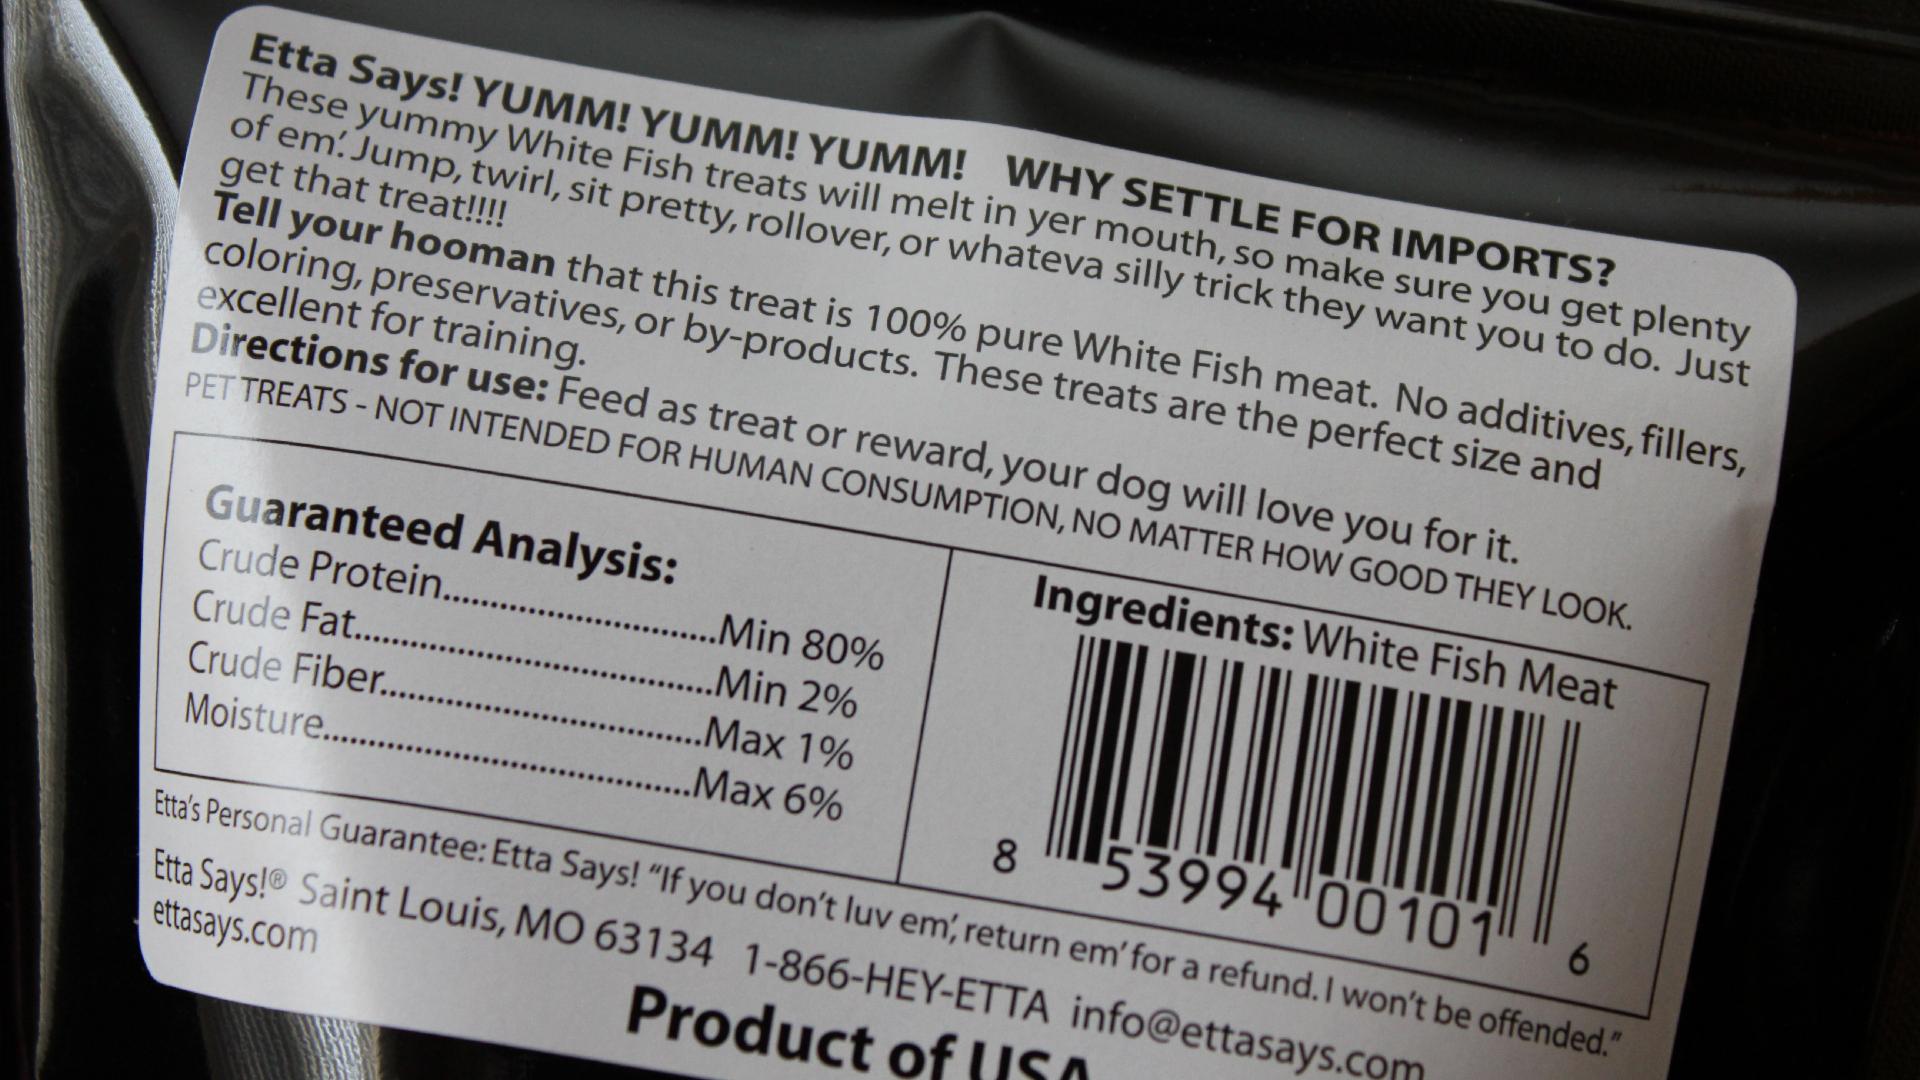 Etta Says! YUMM! YUMM! YUMM! WHY SETTLE FOR IMPORTS?
These yummy White Fish treats will melt in yer mouth, so make sure you get plenty
of em'. Jump, twirl, sit pretty, rollover, or whateva silly trick they want you to do. Just
get that treat!!!!
Tell your hooman that this treat is 100% pure White Fish meat. No additives, fillers,
coloring, preservatives, or by-products. These treats are the perfect size and
excellent for training.
Directions for use: Feed as treat or reward, your dog will love you for it.
PET TREATS - NOT INTENDED FOR HUMAN CONSUMPTION, NO MATTER HOW GOOD THEY LOOK.
Guaranteed Analysis:
Crude Protein..............................Min 80%
Crude Fat.......................................Min 2%
Crude Fiber...................................Max 1%
Moisture........................................Max 6%
Ingredients: White Fish Meat
8 53994 00101 6
Etta's Personal Guarantee: Etta Says! "If you don't luv em', return em' for a refund. I won't be offended."
Etta Says!® Saint Louis, MO 63134 1-866-HEY-ETTA info@ettasays.com
ettasays.com
Product of USA